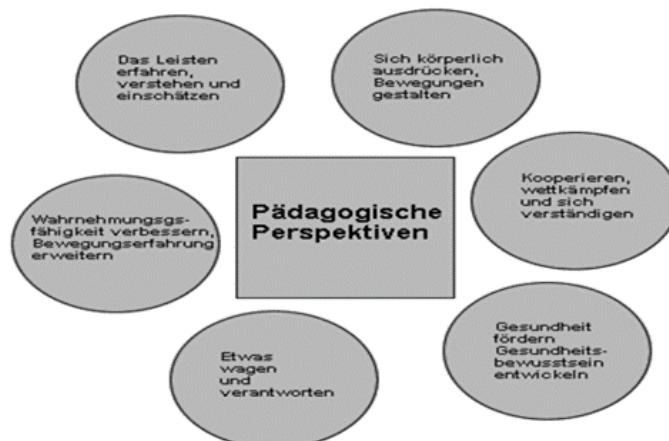 Das Leisten
erfahren,
verstehen und
einschätzen
Sich körperlich
ausdrücken,
Bewegungen
gestalten
Kooperieren,
wettkämpfen
und sich
verständigen
Pädagogische
Perspektiven
Wahrnehmungsgs-
fähigkeit verbessern,
Bewegungserfahrung
erweitern
Gesundheit
fördern
Gesundheits-
bewusstsein
entwickeln
Etwas
wagen
und
verantworten